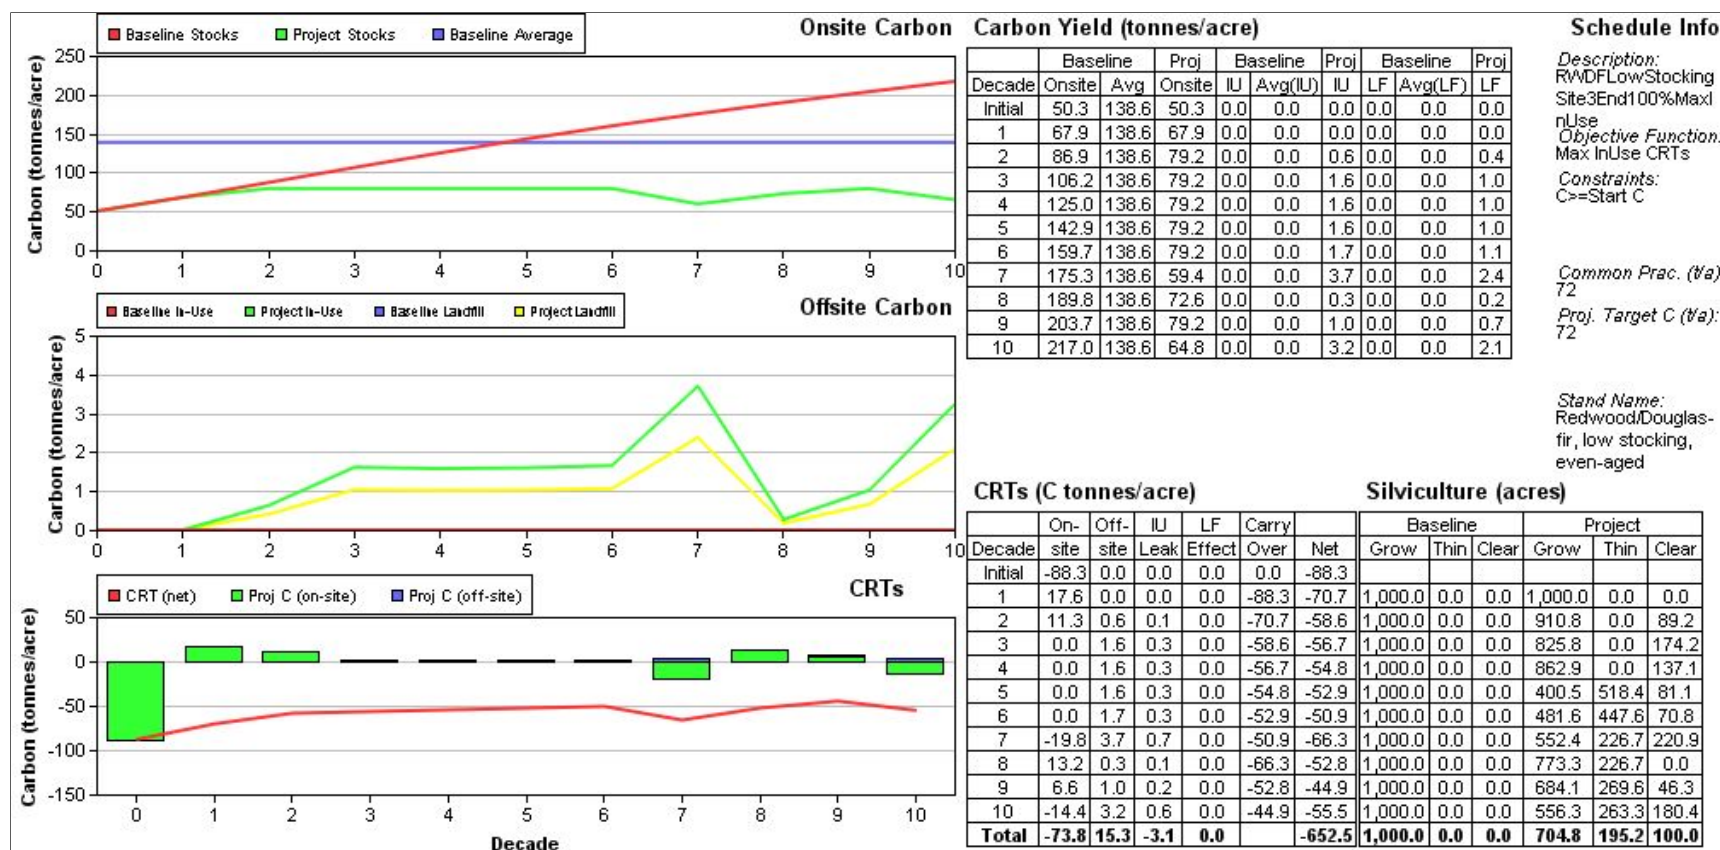 Baseline Stocks Project Stocks Baseline Average
Onsite Carbon
Carbon (tonnes/acre)
250
200
150
100
50
0
0 1 2 3 4 5 6 7 8 9 10
Baseline In-Use Project In-Use Baseline Landfill Project Landfill
Offsite Carbon
Carbon (tonnes/acre)
5
4
3
2
1
0
0 1 2 3 4 5 6 7 8 9 10
CRT (net) Proj C (on-site) Proj C (off-site)
CRTs
Carbon (tonnes/acre)
50
0
-50
-100
-150
0 1 2 3 4 5 6 7 8 9 10
Decade
Carbon Yield (tonnes/acre)
Baseline Proj Baseline Proj Baseline Proj
Decade Onsite Avg Onsite IU Avg(IU) IU LF Avg(LF) LF
Initial 50.3 138.6 50.3 0.0 0.0 0.0 0.0 0.0 0.0
1 67.9 138.6 67.9 0.0 0.0 0.0 0.0 0.0 0.0
2 86.9 138.6 79.2 0.0 0.0 0.6 0.0 0.0 0.4
3 106.2 138.6 79.2 0.0 0.0 1.6 0.0 0.0 1.0
4 125.0 138.6 79.2 0.0 0.0 1.6 0.0 0.0 1.0
5 142.9 138.6 79.2 0.0 0.0 1.6 0.0 0.0 1.0
6 159.7 138.6 79.2 0.0 0.0 1.7 0.0 0.0 1.1
7 175.3 138.6 59.4 0.0 0.0 3.7 0.0 0.0 2.4
8 189.8 138.6 72.6 0.0 0.0 0.3 0.0 0.0 0.2
9 203.7 138.6 79.2 0.0 0.0 1.0 0.0 0.0 0.7
10 217.0 138.6 64.8 0.0 0.0 3.2 0.0 0.0 2.1
Schedule Info
Description:
RWDFLowStocking
Site3End100%MaxI
nUse
Objective Function:
Max InUse CRTs
Constraints:
C>=Start C
Common Prac. (t/a)
72
Proj. Target C (t/a):
72
Stand Name:
Redwood/Douglas-
fir, low stocking,
even-aged
CRTs (C tonnes/acre)
On- Off- IU LF Carry
Decade site site Leak Effect Over Net
Initial -88.3 0.0 0.0 0.0 0.0 -88.3
1 17.6 0.0 0.0 0.0 -88.3 -70.7
2 11.3 0.6 0.1 0.0 -70.7 -58.6
3 0.0 1.6 0.3 0.0 -58.6 -56.7
4 0.0 1.6 0.3 0.0 -56.7 -54.8
5 0.0 1.6 0.3 0.0 -54.8 -52.9
6 0.0 1.7 0.3 0.0 -52.9 -50.9
7 -19.8 3.7 0.7 0.0 -50.9 -66.3
8 13.2 0.3 0.1 0.0 -66.3 -52.8
9 6.6 1.0 0.2 0.0 -52.8 -44.9
10 -14.4 3.2 0.6 0.0 -44.9 -55.5
Total -73.8 15.3 -3.1 0.0 -652.5
Silviculture (acres)
Baseline Project
Grow Thin Clear Grow Thin Clear
1,000.0 0.0 0.0 1,000.0 0.0 0.0
1,000.0 0.0 0.0 910.8 0.0 89.2
1,000.0 0.0 0.0 825.8 0.0 174.2
1,000.0 0.0 0.0 862.9 0.0 137.1
1,000.0 0.0 0.0 400.5 518.4 81.1
1,000.0 0.0 0.0 481.6 447.6 70.8
1,000.0 0.0 0.0 552.4 226.7 220.9
1,000.0 0.0 0.0 773.3 226.7 0.0
1,000.0 0.0 0.0 684.1 269.6 46.3
1,000.0 0.0 0.0 556.3 263.3 180.4
1,000.0 0.0 0.0 704.8 195.2 100.0